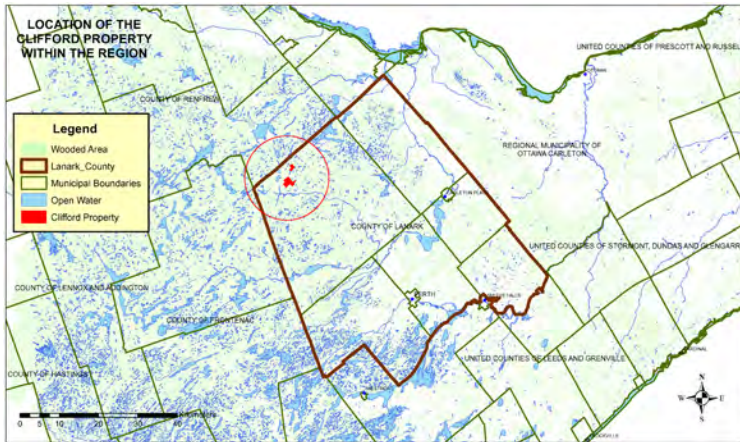 LOCATION OF THE
CLIFFORD PROPERTY
WITHIN THE REGION
UNITED COUNTIES OF PRESCOTT AND RUSSEL
COUNTY OF RENFREW
Legend
Wooded Area
Lanark_County
Municipal Boundaries
Open Water
Clifford Property
REGIONAL MUNICIPALITY OF
OTTAWA CARLETON
COUNTY OF LANARK
UNITED COUNTIES OF STORMONT, DUNDAS AND GLENGARR
COUNTY OF LENNOX AND ADDINGTON
COUNTY OF FRONTENAC
COUNTY OF HASTINGS
UNITED COUNTIES OF LEEDS AND GRENVILLE
0 5 10 20 30 40
N
W E
S